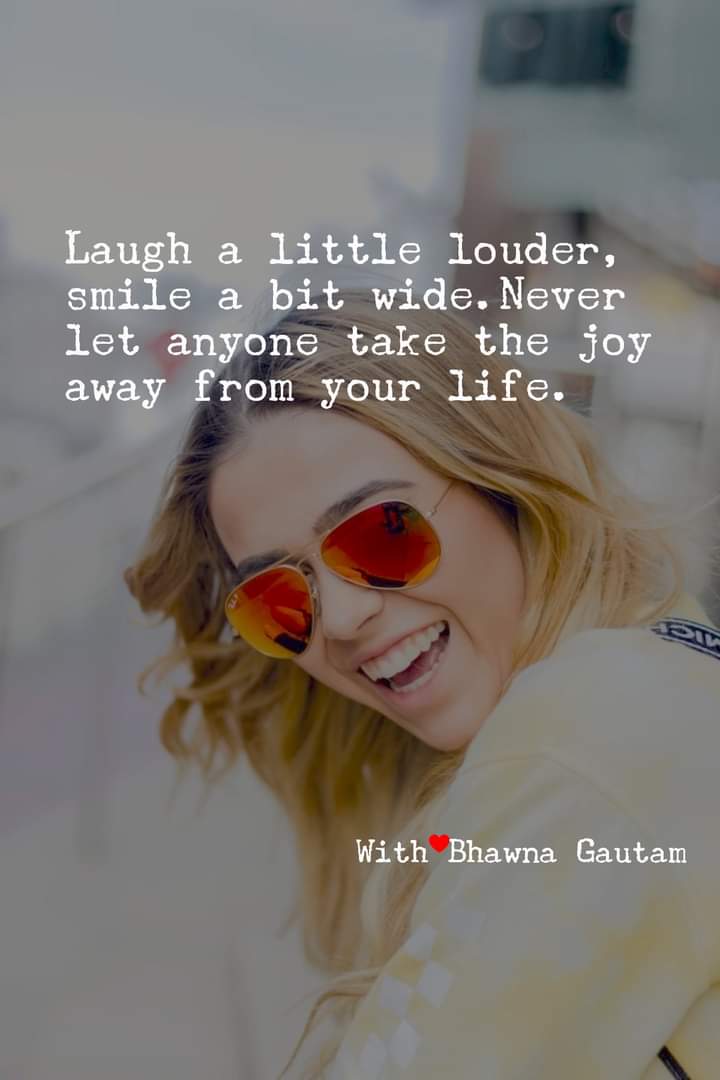 Laugh a little louder,
smile a bit wide. Never
let anyone take the joy
away from your life.
With❤Bhawna Gautam